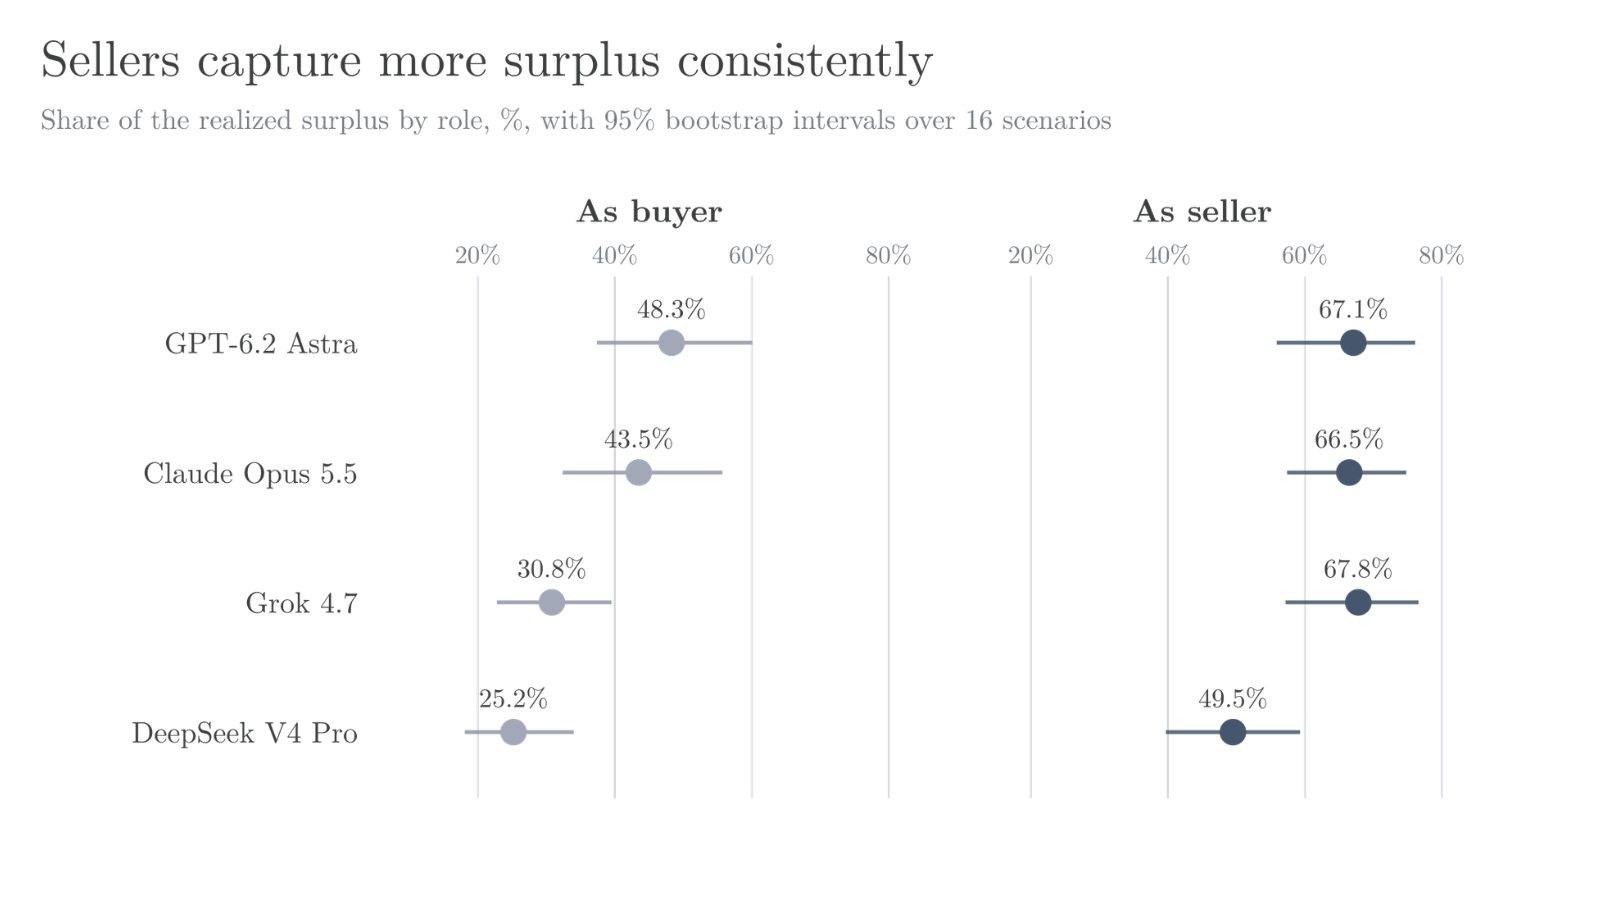 Sellers capture more surplus consistently
Share of the realized surplus by role, %, with 95% bootstrap intervals over 16 scenarios
As buyer
As seller
20% 40% 60% 80% 20% 40% 60% 80%
48.3% 67.1%
GPT-6.2 Astra
43.5% 66.5%
Claude Opus 5.5
30.8% 67.8%
Grok 4.7
25.2% 49.5%
DeepSeek V4 Pro